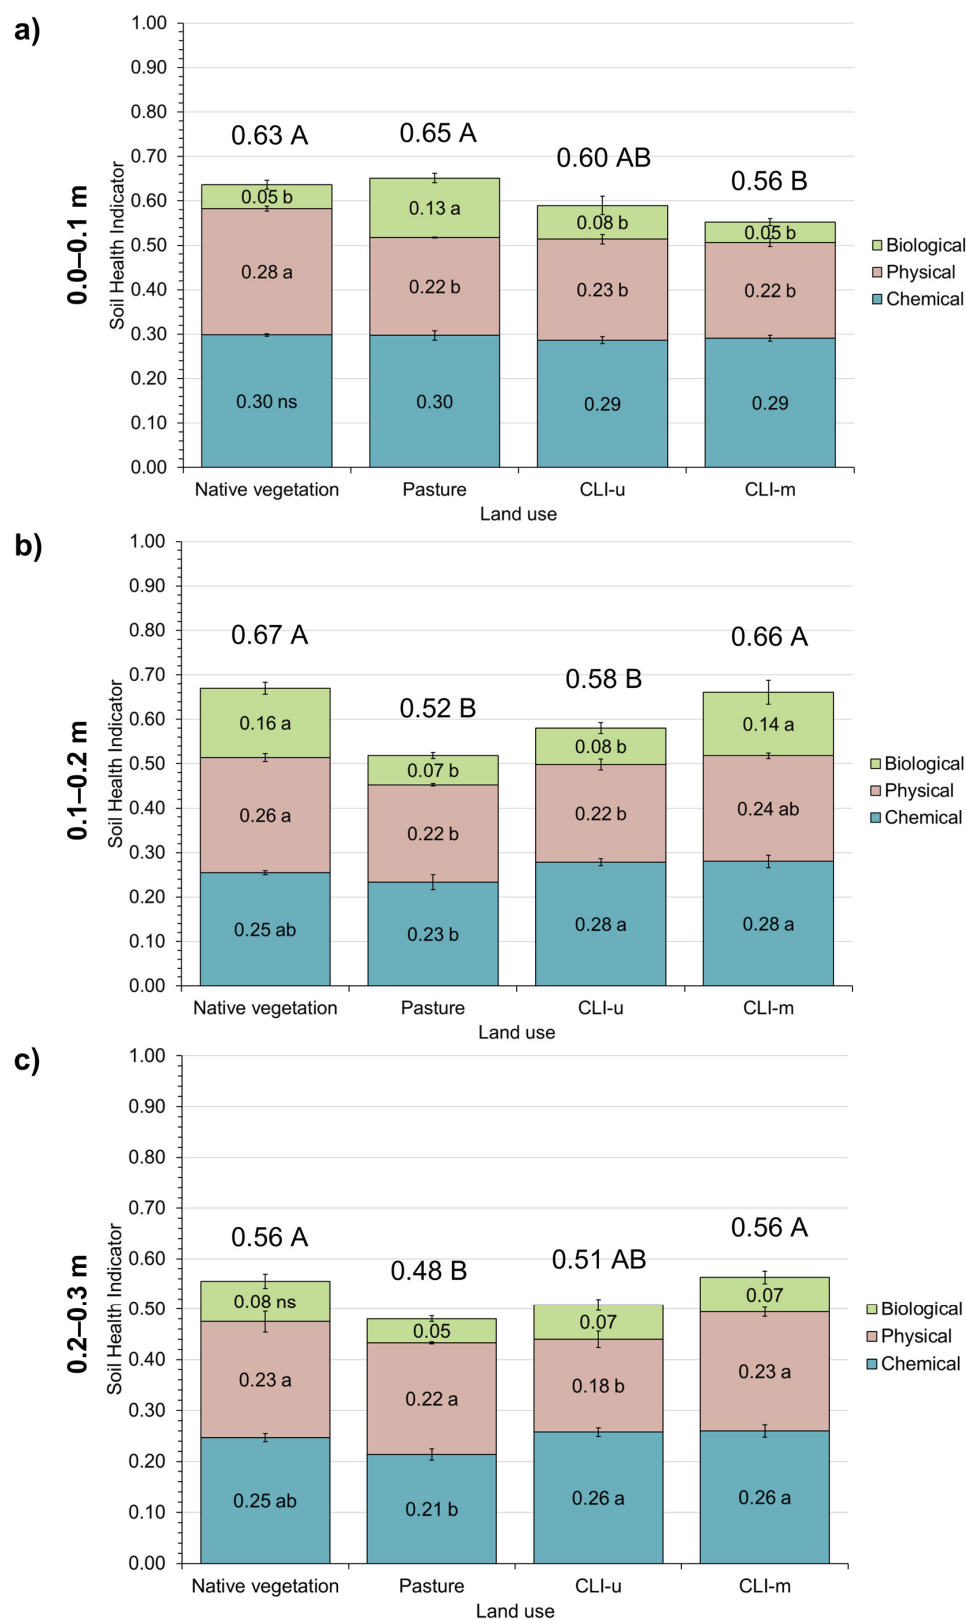 a)
0.0–0.1 m
Soil Health Indicator
1.00
0.90
0.80
0.70
0.60
0.50
0.40
0.30
0.20
0.10
0.00
0.63 A
0.65 A
0.60 AB
0.56 B
0.05 b
0.13 a
0.08 b
0.05 b
0.28 a
0.22 b
0.23 b
0.22 b
0.30 ns
0.30
0.29
0.29
Native vegetation
Pasture
CLI-u
CLI-m
Land use
Biological
Physical
Chemical
b)
0.1–0.2 m
Soil Health Indicator
1.00
0.90
0.80
0.70
0.60
0.50
0.40
0.30
0.20
0.10
0.00
0.67 A
0.52 B
0.58 B
0.66 A
0.16 a
0.07 b
0.08 b
0.14 a
0.26 a
0.22 b
0.22 b
0.24 ab
0.25 ab
0.23 b
0.28 a
0.28 a
Native vegetation
Pasture
CLI-u
CLI-m
Land use
Biological
Physical
Chemical
c)
0.2–0.3 m
Soil Health Indicator
1.00
0.90
0.80
0.70
0.60
0.50
0.40
0.30
0.20
0.10
0.00
0.56 A
0.48 B
0.51 AB
0.56 A
0.08 ns
0.05
0.07
0.07
0.23 a
0.22 a
0.18 b
0.23 a
0.25 ab
0.21 b
0.26 a
0.26 a
Native vegetation
Pasture
CLI-u
CLI-m
Land use
Biological
Physical
Chemical